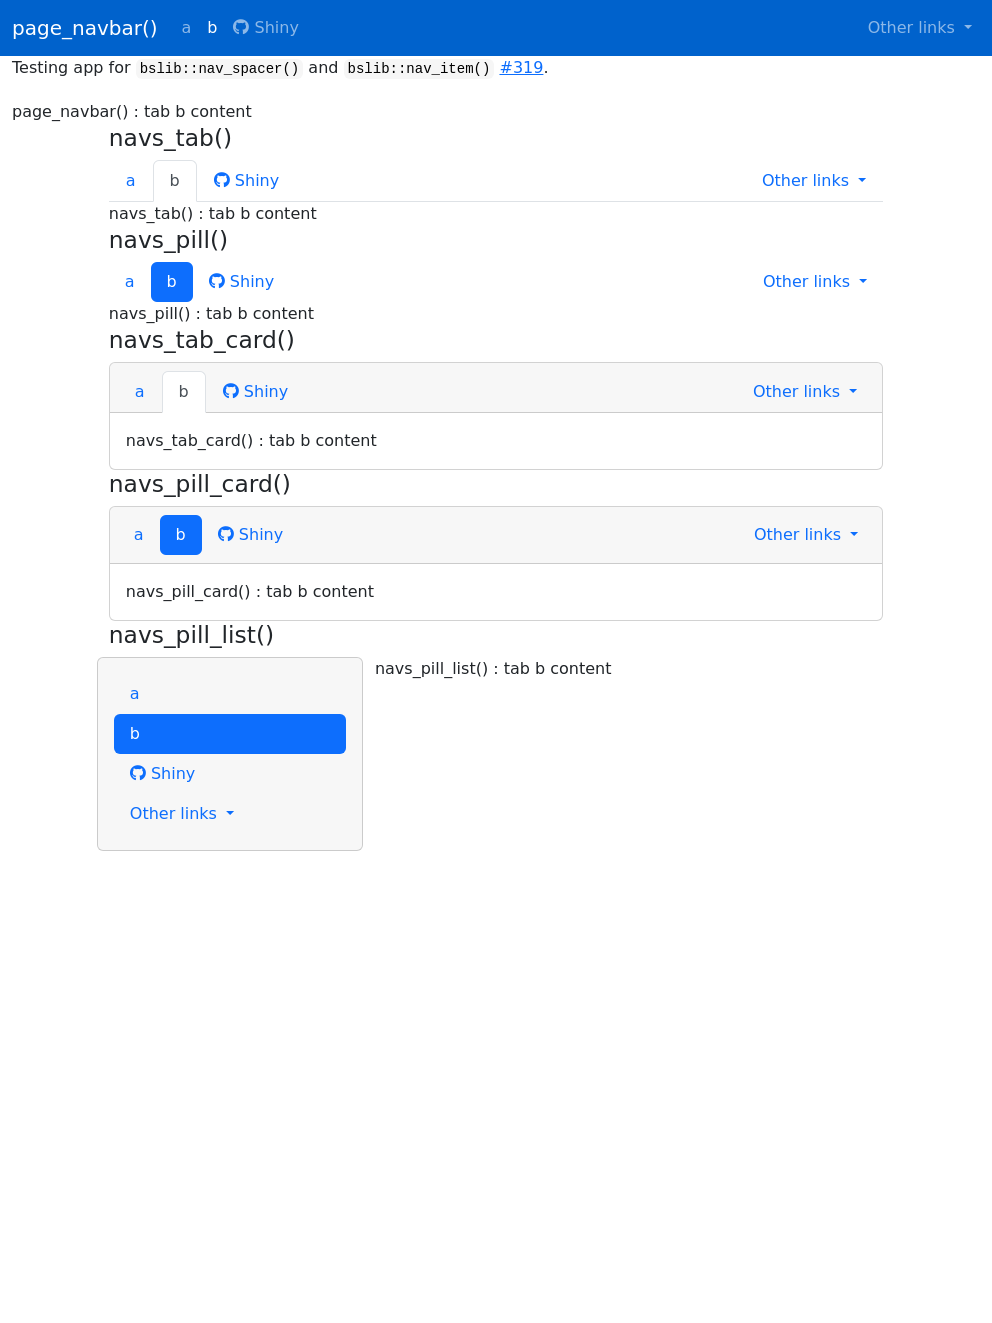 page_navbar() a b Shiny Other links
Testing app for bslib::nav_spacer() and bslib::nav_item() #319.
page_navbar() : tab b content
navs_tab()
a b Shiny Other links
navs_tab() : tab b content
navs_pill()
a b Shiny Other links
navs_pill() : tab b content
navs_tab_card()
a b Shiny Other links
navs_tab_card() : tab b content
navs_pill_card()
a b Shiny Other links
navs_pill_card() : tab b content
navs_pill_list()
a
b
Shiny
Other links
navs_pill_list() : tab b content